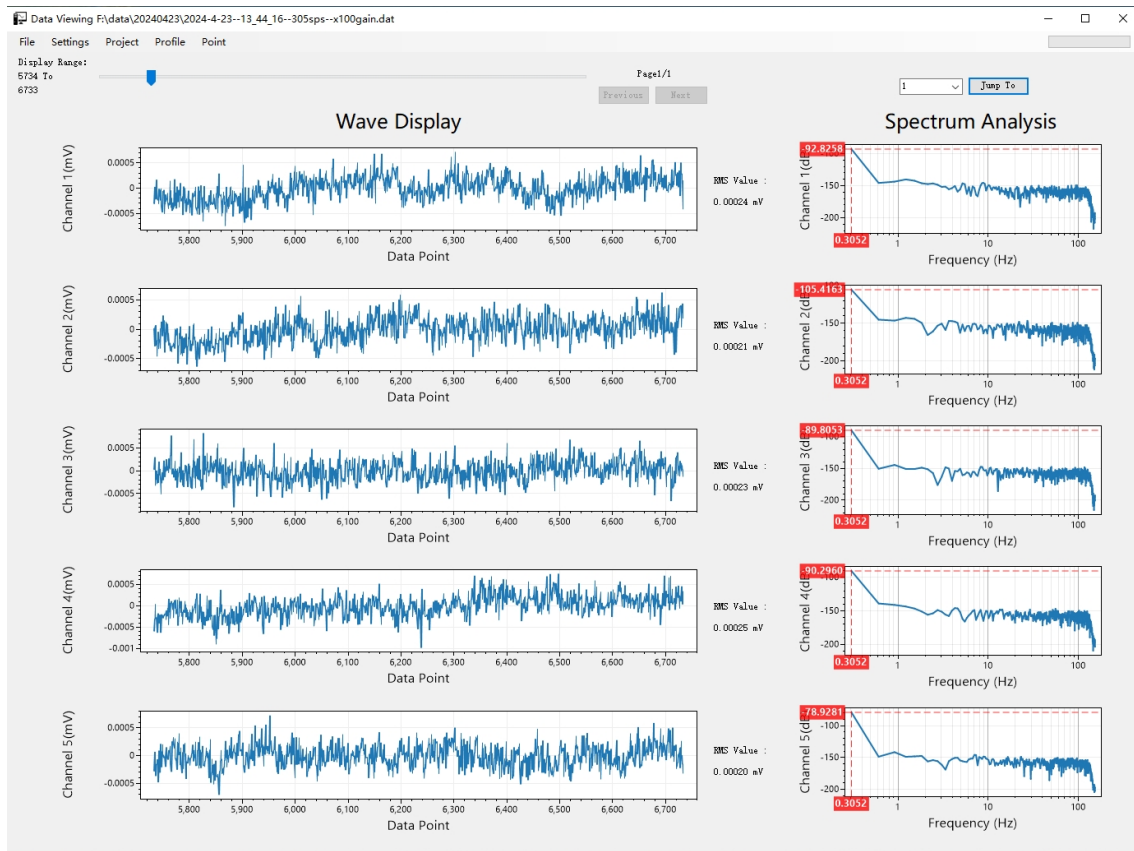 Data Viewing F:\data\20240423\2024-4-23--13_44_16--305sps--x100gain.dat
File Settings Project Profile Point
Display Range:
5734 To
6733
Page1/1
Previous Next
1 Jump To
Wave Display
Spectrum Analysis
Channel 1(mV)
0.0005
0
-0.0005
5,800 5,900 6,000 6,100 6,200 6,300 6,400 6,500 6,600 6,700
Data Point
RMS Value :
0.00024 mV
Channel 1(dB
-92.8258
-150
-200
0.3052 1 10 100
Frequency (Hz)
Channel 2(mV)
0.0005
0
-0.0005
5,800 5,900 6,000 6,100 6,200 6,300 6,400 6,500 6,600 6,700
Data Point
RMS Value :
0.00021 mV
Channel 2(dB
-105.4163
-150
-200
0.3052 1 10 100
Frequency (Hz)
Channel 3(mV)
0.0005
0
-0.0005
5,800 5,900 6,000 6,100 6,200 6,300 6,400 6,500 6,600 6,700
Data Point
RMS Value :
0.00023 mV
Channel 3(dB
-89.8053
-150
-200
0.3052 1 10 100
Frequency (Hz)
Channel 4(mV)
0.0005
0
-0.0005
-0.001
5,800 5,900 6,000 6,100 6,200 6,300 6,400 6,500 6,600 6,700
Data Point
RMS Value :
0.00025 mV
Channel 4(dB
-90.2960
-100
-150
-200
0.3052 1 10 100
Frequency (Hz)
Channel 5(mV)
0.0005
0
-0.0005
5,800 5,900 6,000 6,100 6,200 6,300 6,400 6,500 6,600 6,700
Data Point
RMS Value :
0.00020 mV
Channel 5(dB
-78.9281
-100
-150
-200
0.3052 1 10 100
Frequency (Hz)